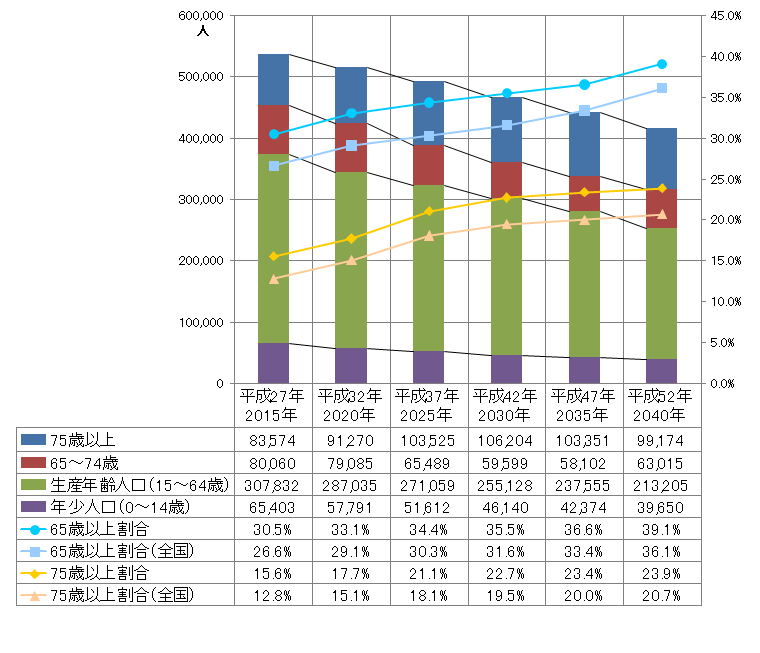 600,000
人
500,000
400,000
300,000
200,000
100,000
0
45.0%
40.0%
35.0%
30.0%
25.0%
20.0%
15.0%
10.0%
5.0%
0.0%
平成27年 平成32年 平成37年 平成42年 平成47年 平成52年
2015年 2020年 2025年 2030年 2035年 2040年
75歳以上 83,574 91,270 103,525 106,204 103,351 99,174
65～74歳 80,060 79,085 65,489 59,599 58,102 63,015
生産年齢人口(15～64歳) 307,832 287,035 271,059 255,128 237,555 213,205
年少人口(0～14歳) 65,403 57,791 51,612 46,140 42,374 39,650
65歳以上割合 30.5% 33.1% 34.4% 35.5% 36.6% 39.1%
65歳以上割合(全国) 26.6% 29.1% 30.3% 31.6% 33.4% 36.1%
75歳以上割合 15.6% 17.7% 21.1% 22.7% 23.4% 23.9%
75歳以上割合(全国) 12.8% 15.1% 18.1% 19.5% 20.0% 20.7%